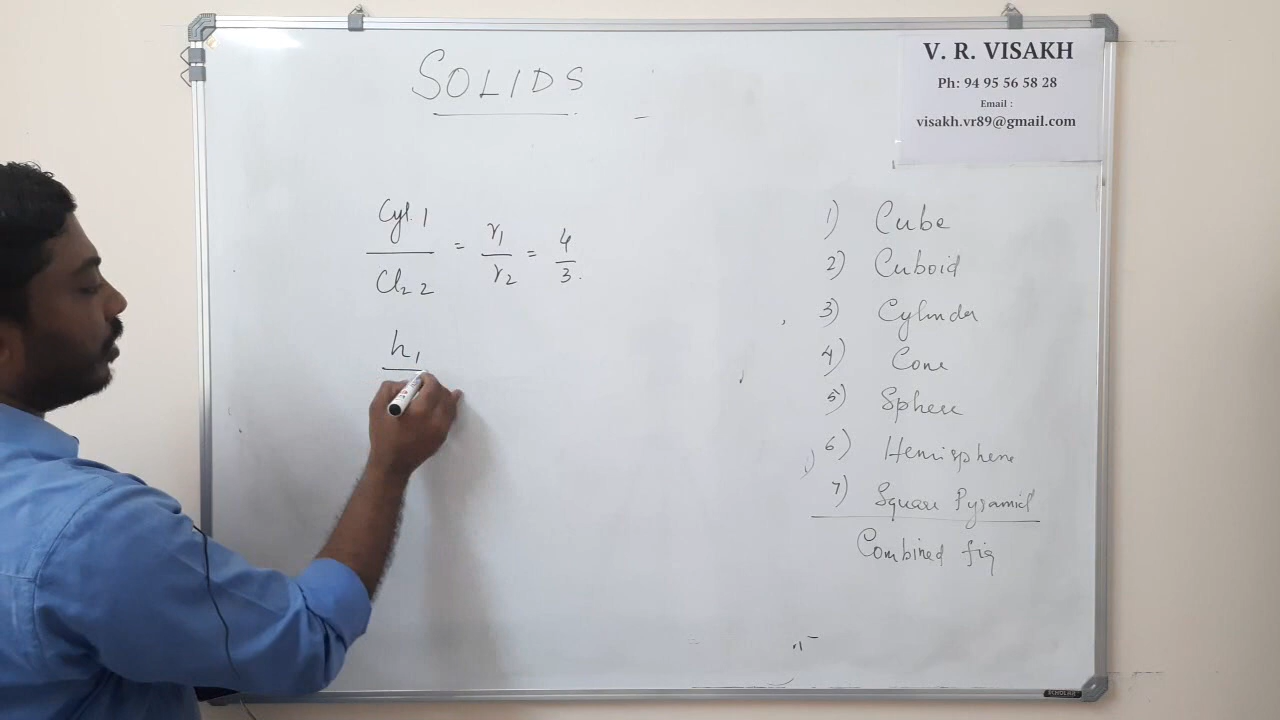 SOLIDS
V. R. VISAKH
Ph: 94 95 56 58 28
Email :
visakh.vr89@gmail.com
Cyl. 1
Cl22 2
= r1 / r2 = 4 / 3.
h1
1) Cube
2) Cuboid
3) Cylinder
4) Cone
5) Sphere
6) Hemisphere
7) Square Pyramid
Combined fig